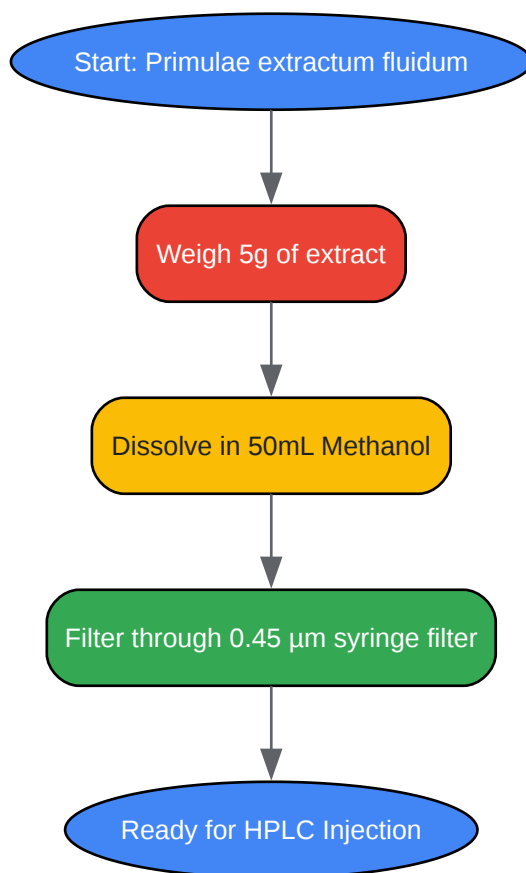 Start: Primulae extractum fluidum
Weigh 5g of extract
Dissolve in 50mL Methanol
Filter through 0.45 µm syringe filter
Ready for HPLC Injection